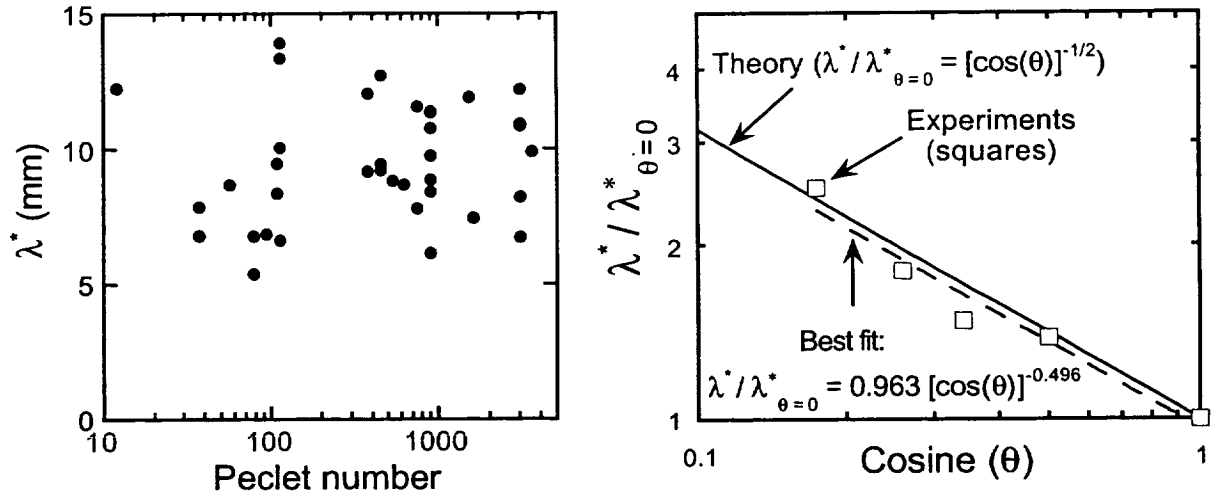 15
10
5
0
λ* (mm)
10
100
1000
Peclet number
4
3
2
1
λ* / λ*θ = 0
Theory (λ* / λ*θ = 0 = [cos(θ)]-1/2)
Experiments
(squares)
Best fit:
λ* / λ*θ = 0 = 0.963 [cos(θ)]-0.496
0.1
1
Cosine (θ)